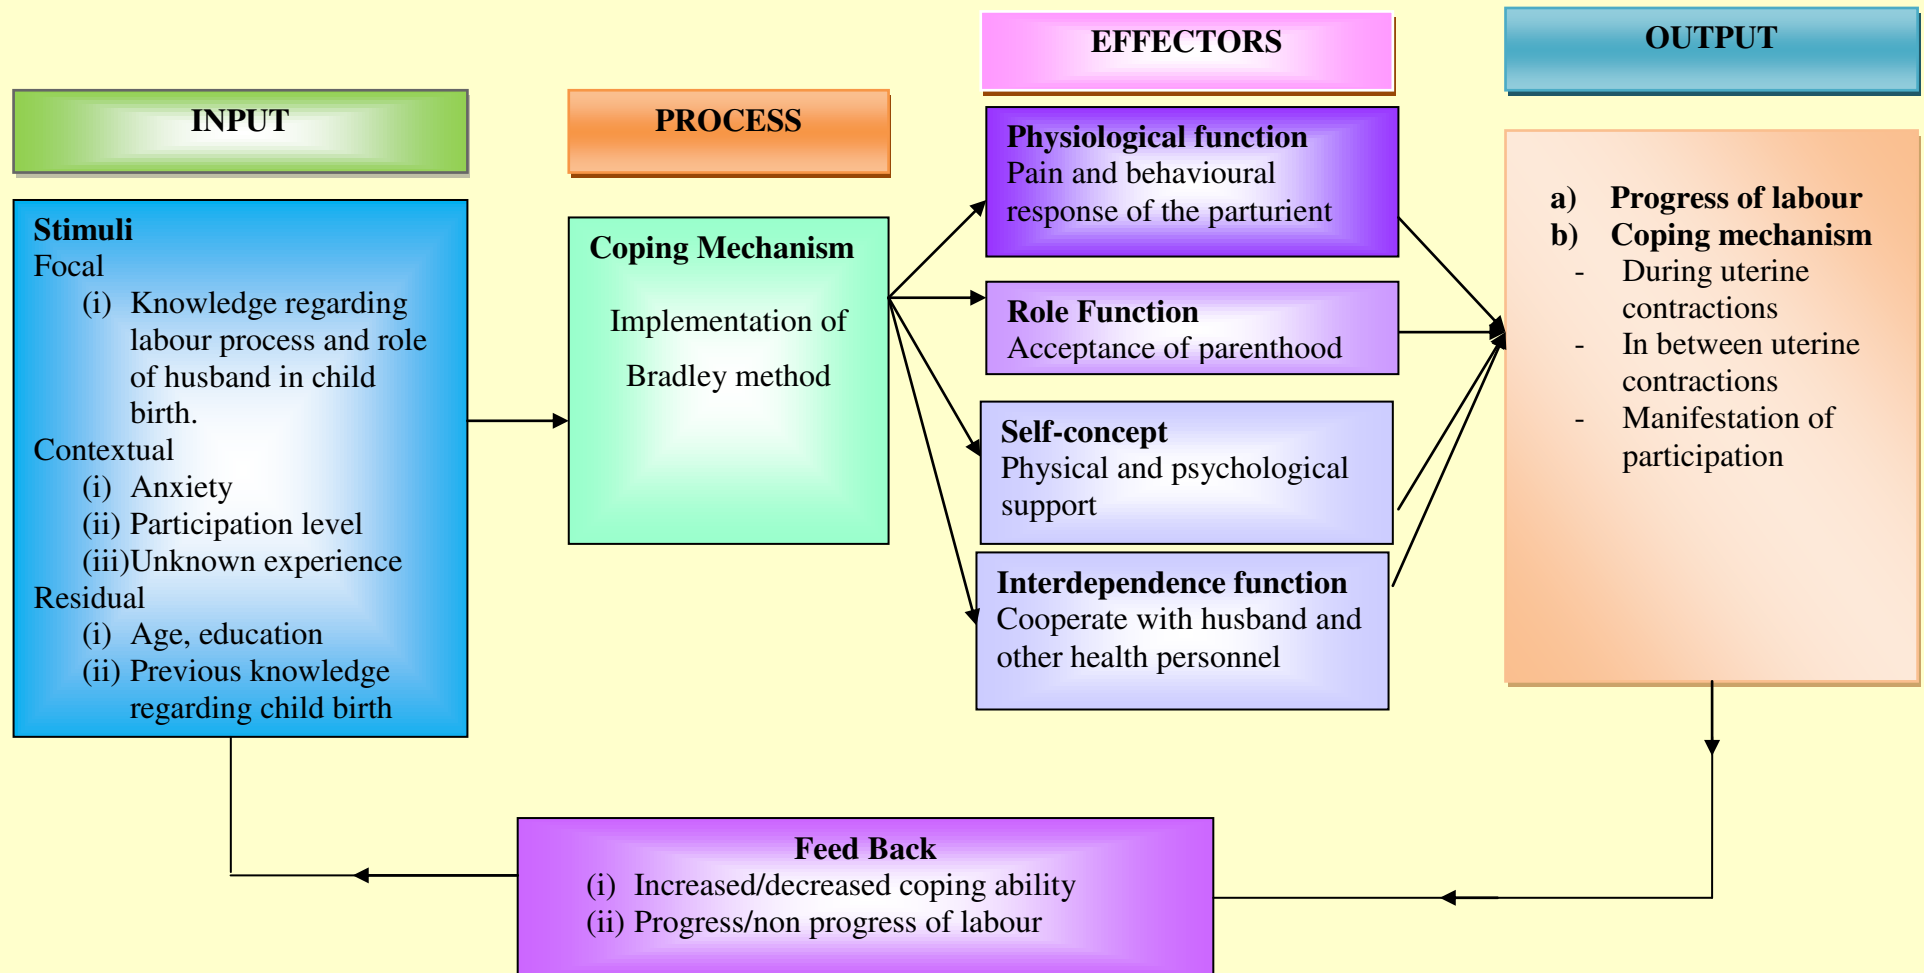 INPUT
Stimuli
Focal
(i) Knowledge regarding
labour process and role
of husband in child
birth.
Contextual
(i) Anxiety
(ii) Participation level
(iii)Unknown experience
Residual
(i) Age, education
(ii) Previous knowledge
regarding child birth
PROCESS
Coping Mechanism
Implementation of
Bradley method
EFFECTORS
Physiological function
Pain and behavioural
response of the parturient
Role Function
Acceptance of parenthood
Self-concept
Physical and psychological
support
Interdependence function
Cooperate with husband and
other health personnel
OUTPUT
a) Progress of labour
b) Coping mechanism
- During uterine
contractions
- In between uterine
contractions
- Manifestation of
participation
Feed Back
(i) Increased/decreased coping ability
(ii) Progress/non progress of labour